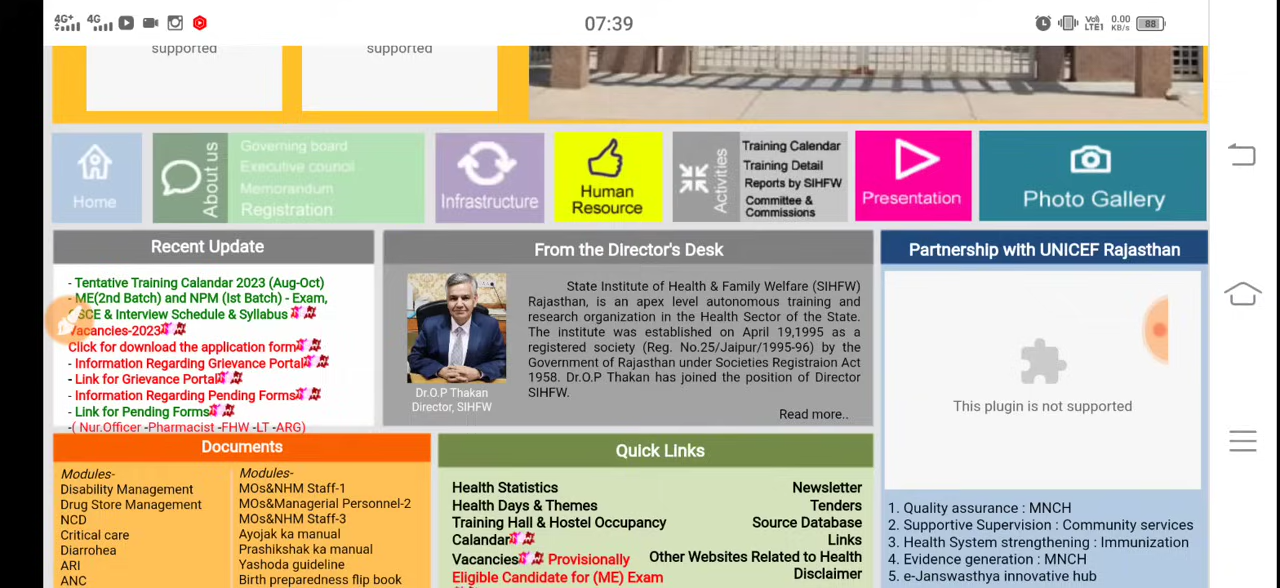 4G+ 4G 07:39 Vo) LTE1 0.00 KB/s 88
supported supported
Home
About us
Governing board
Executive council
Memorandum
Registration
Infrastructure
Human
Resource
Activities
Training Calendar
Training Detail
Reports by SIHFW
Committee &
Commissions
Presentation
Photo Gallery
Recent Update
- Tentative Training Calandar 2023 (Aug-Oct)
- ME(2nd Batch) and NPM (Ist Batch) - Exam,
OSCE & Interview Schedule & Syllabus
Vacancies-2023
Click for download the application form
- Information Regarding Grievance Portal
- Link for Grievance Portal
- Information Regarding Pending Forms
- Link for Pending Forms
-( Nur.Officer -Pharmacist -FHW -LT -ARG)
From the Director's Desk
State Institute of Health & Family Welfare (SIHFW)
Rajasthan, is an apex level autonomous training and
research organization in the Health Sector of the State.
The institute was established on April 19,1995 as a
registered society (Reg. No.25/Jaipur/1995-96) by the
Government of Rajasthan under Societies Registraion Act
1958. Dr.O.P Thakan has joined the position of Director
SIHFW.
Dr.O.P Thakan
Director, SIHFW
Read more..
Partnership with UNICEF Rajasthan
This plugin is not supported
1. Quality assurance : MNCH
2. Supportive Supervision : Community services
3. Health System strengthening : Immunization
4. Evidence generation : MNCH
5. e-Janswasthya innovative hub
Documents
Modules-
Disability Management
Drug Store Management
NCD
Critical care
Diarrohea
ARI
ANC
Modules-
MOs&NHM Staff-1
MOs&Managerial Personnel-2
MOs&NHM Staff-3
Ayojak ka manual
Prashikshak ka manual
Yashoda guideline
Birth preparedness flip book
Quick Links
Health Statistics
Health Days & Themes
Training Hall & Hostel Occupancy
Calandar
Vacancies Provisionally
Eligible Candidate for (ME) Exam
Newsletter
Tenders
Source Database
Links
Other Websites Related to Health
Disclaimer